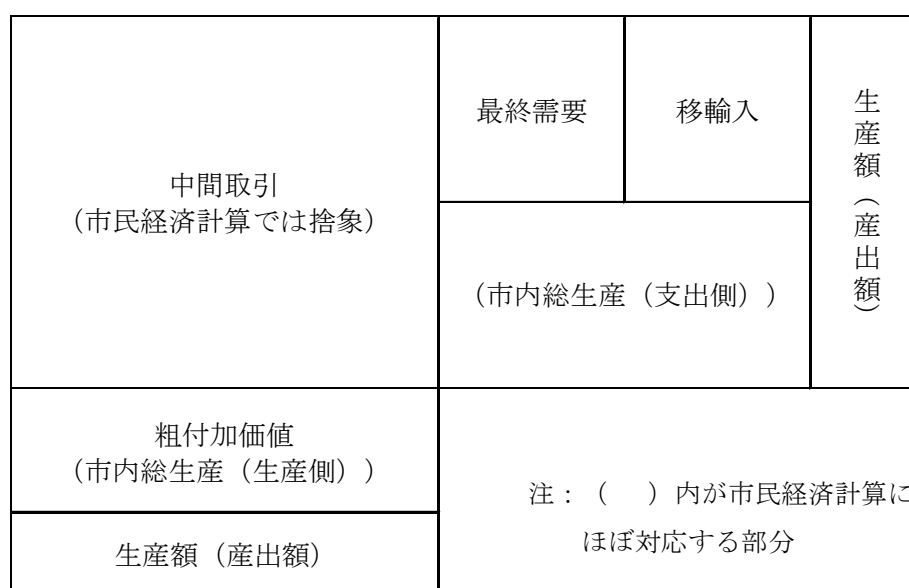 中間取引
（市民経済計算では捨象）
最終需要
移輸入
生産額（産出額）
（市内総生産（支出側））
粗付加価値
（市内総生産（生産側））
生産額（産出額）
注：（　）内が市民経済計算に
ほぼ対応する部分